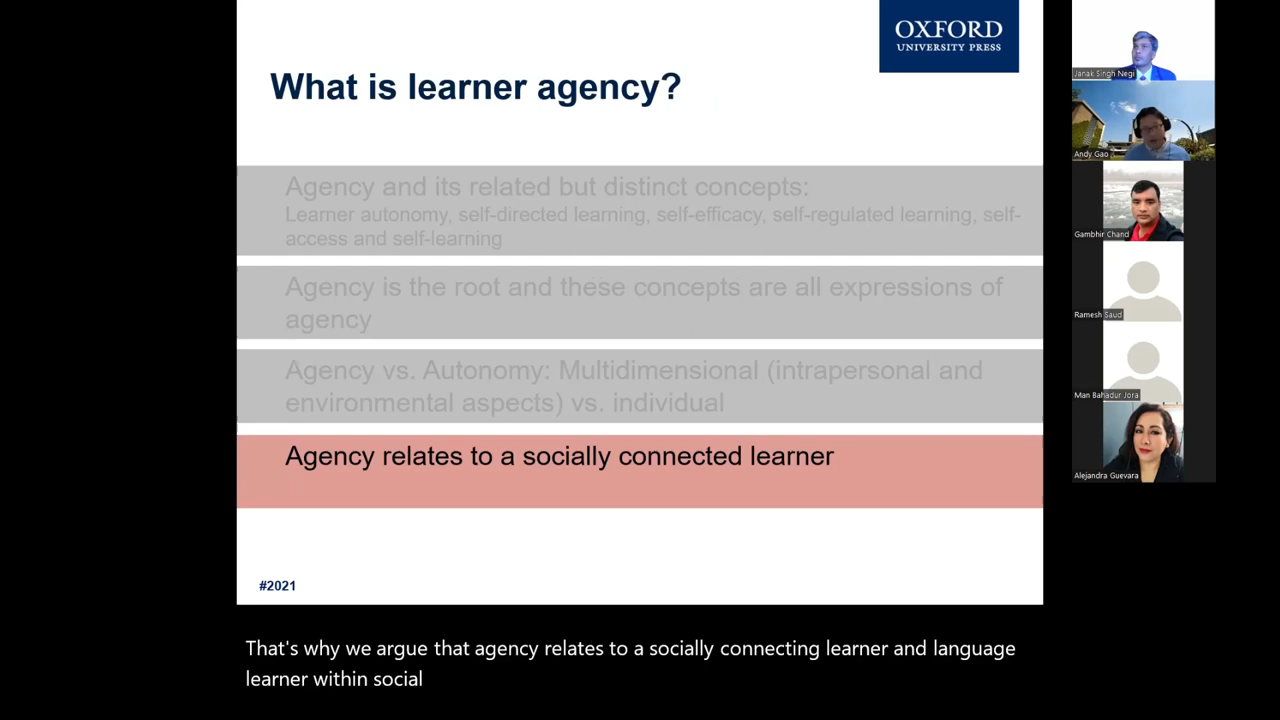 OXFORD
UNIVERSITY PRESS
What is learner agency?
Agency and its related but distinct concepts:
Learner autonomy, self-directed learning, self-efficacy, self-regulated learning, self-
access and self-learning
Agency is the root and these concepts are all expressions of
agency
Agency vs. Autonomy: Multidimensional (intrapersonal and
environmental aspects) vs. individual
Agency relates to a socially connected learner
#2021
That's why we argue that agency relates to a socially connecting learner and language
learner within social
Janak Singh Negi
Andy Gao
Gambhir Chand
Ramesh Saud
Man Bahadur Jora
Alejandra Guevara